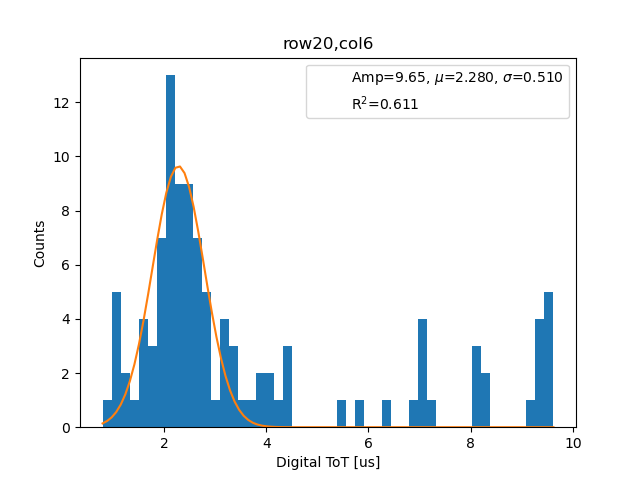 row20,col6
Amp=9.65, μ=2.280, σ=0.510
R²=0.611
Counts
12
10
8
6
4
2
0
2 4 6 8 10
Digital ToT [us]